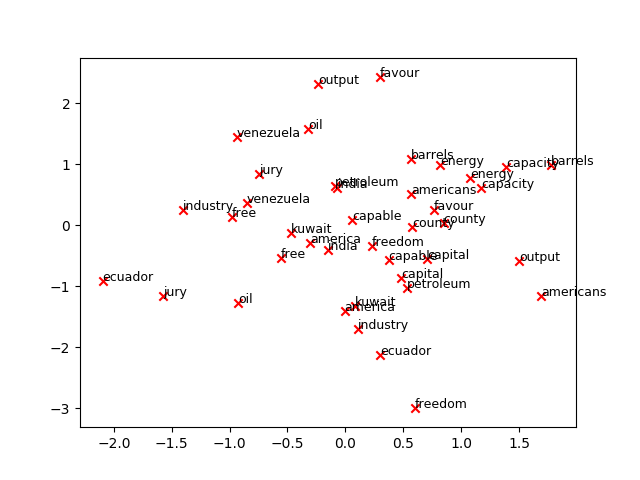 favour
output
oil
venezuela
barrels
energy
capacity
barrels
jury
energy
petroleum
india
capacity
americans
venezuela
industry
free
favour
capable
county
county
kuwait
america
freedom
india
free
capable
capital
output
capital
ecuador
petroleum
jury
americans
oil
kuwait
america
industry
ecuador
freedom
2
1
0
−1
−2
−3
−2.0 −1.5 −1.0 −0.5 0.0 0.5 1.0 1.5